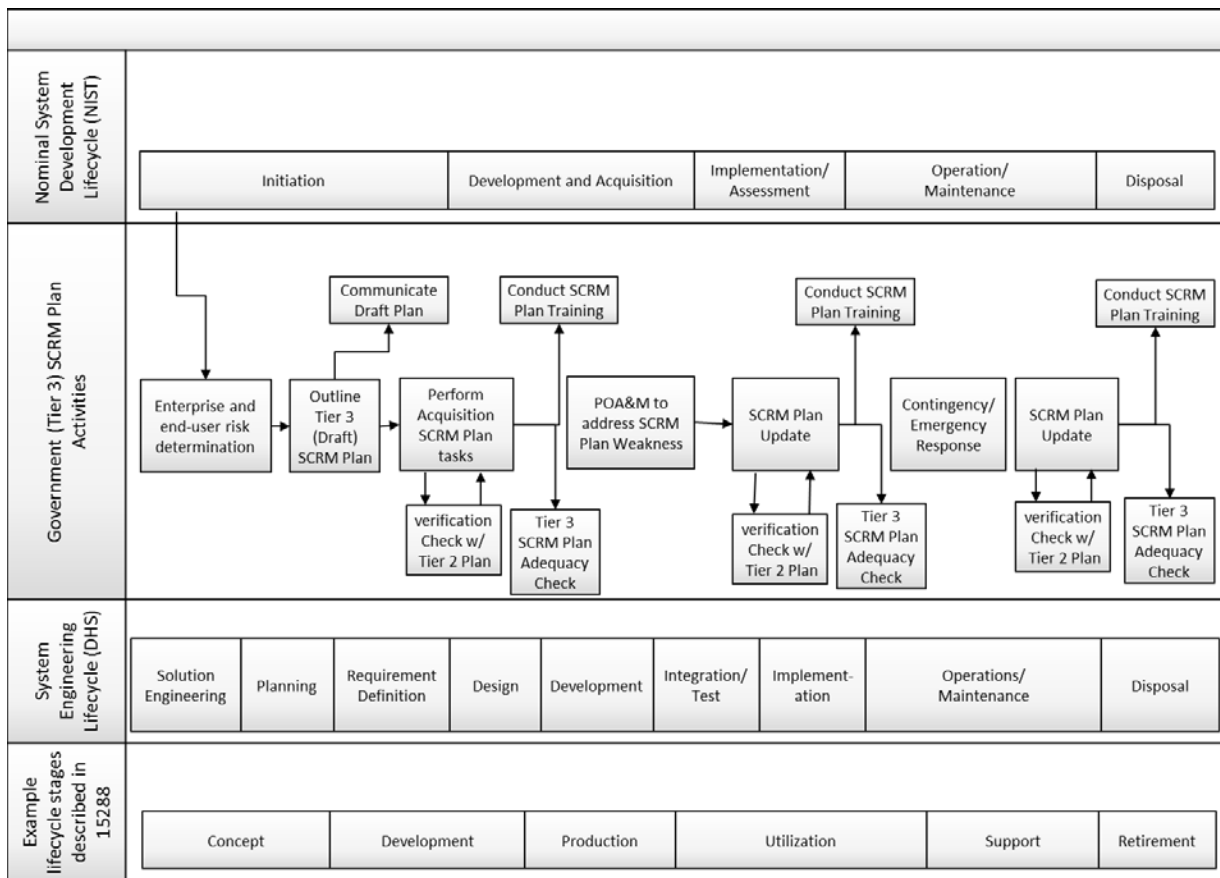 Nominal System
Development
Lifecycle (NIST)
Initiation
Development and Acquisition
Implementation/
Assessment
Operation/
Maintenance
Disposal
Government (Tier 3) SCRM Plan
Activities
Communicate
Draft Plan
Conduct SCRM
Plan Training
Conduct SCRM
Plan Training
Conduct SCRM
Plan Training
Enterprise and
end-user risk
determination
Outline
Tier 3
(Draft)
SCRM Plan
Perform
Acquisition
SCRM Plan
tasks
POA&M to
address SCRM
Plan Weakness
SCRM Plan
Update
Contingency/
Emergency
Response
SCRM Plan
Update
verification
Check w/
Tier 2 Plan
Tier 3
SCRM Plan
Adequacy
Check
verification
Check w/
Tier 2 Plan
Tier 3
SCRM Plan
Adequacy
Check
verification
Check w/
Tier 2 Plan
Tier 3
SCRM Plan
Adequacy
Check
System
Engineering
Lifecycle (DHS)
Solution
Engineering
Planning
Requirement
Definition
Design
Development
Integration/
Test
Implement-
ation
Operations/
Maintenance
Disposal
Example
lifecycle stages
described in
15288
Concept
Development
Production
Utilization
Support
Retirement